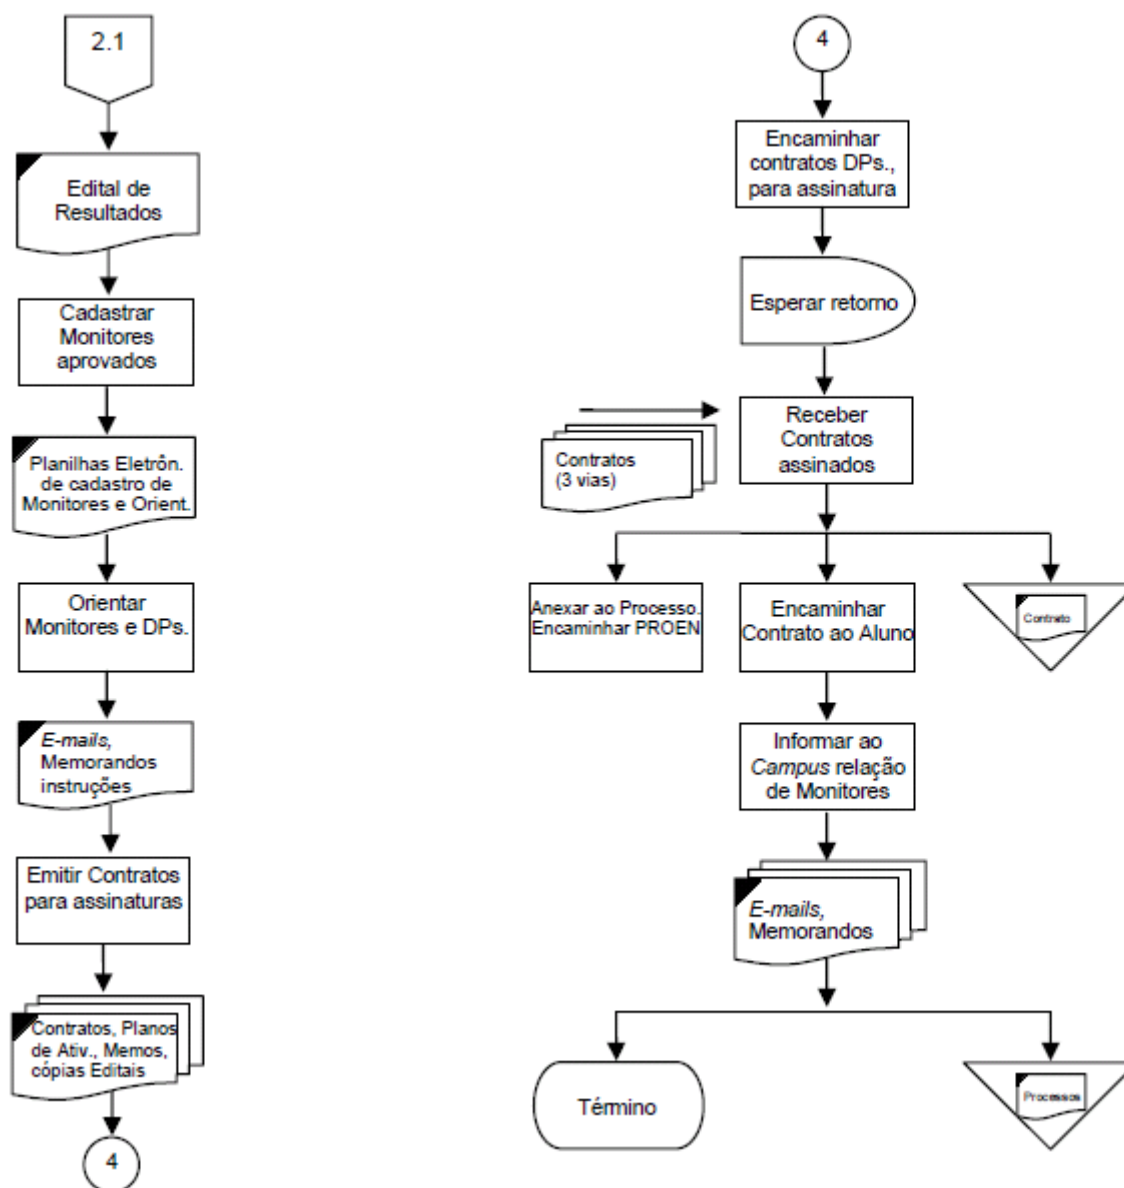 2.1
Edital de
Resultados
Cadastrar
Monitores
aprovados
Planilhas Eletrôn.
de cadastro de
Monitores e Orient.
Orientar
Monitores e DPs.
E-mails,
Memorandos
instruções
Emitir Contratos
para assinaturas
Contratos, Planos
de Ativ., Memos,
cópias Editais
4
4
Encaminhar
contratos DPs.,
para assinatura
Esperar retorno
Receber
Contratos
assinados
Contratos
(3 vias)
Anexar ao Processo.
Encaminhar PROEN
Encaminhar
Contrato ao Aluno
Contrato
Informar ao
Campus relação
de Monitores
E-mails,
Memorandos
Término
Processos